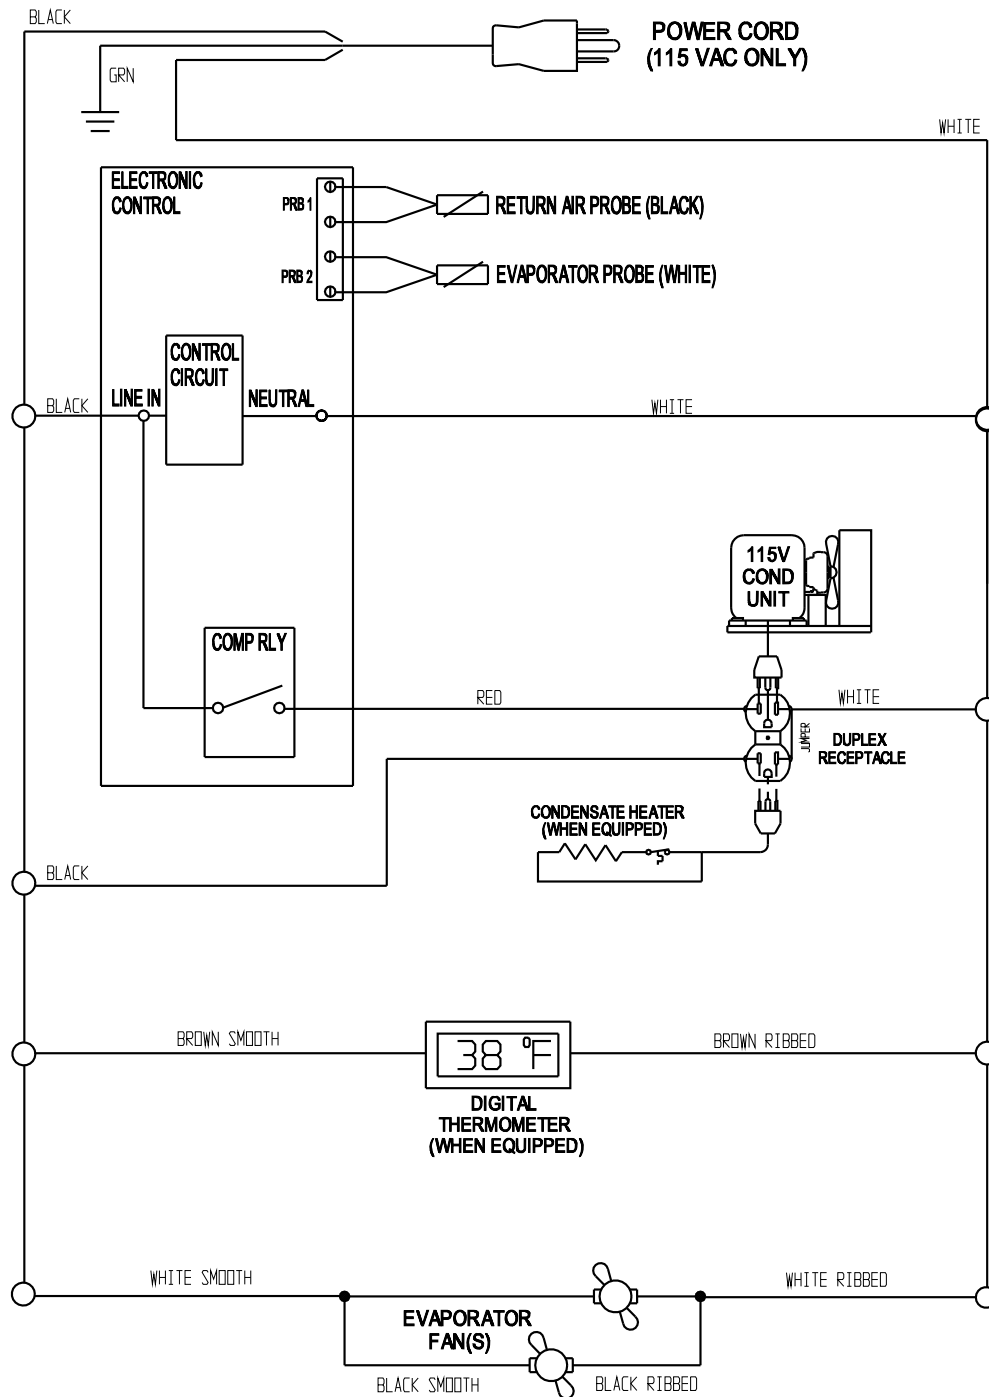 BLACK
POWER CORD
(115 VAC ONLY)
GRN
WHITE
ELECTRONIC
CONTROL
PRB 1
RETURN AIR PROBE (BLACK)
PRB 2
EVAPORATOR PROBE (WHITE)
CONTROL
CIRCUIT
BLACK
LINE IN
NEUTRAL
WHITE
115V
COND
UNIT
COMP RLY
RED
WHITE
JUMPER
DUPLEX
RECEPTACLE
CONDENSATE HEATER
(WHEN EQUIPPED)
BLACK
BROWN SMOOTH
38 °F
BROWN RIBBED
DIGITAL
THERMOMETER
(WHEN EQUIPPED)
WHITE SMOOTH
WHITE RIBBED
EVAPORATOR
FAN(S)
BLACK SMOOTH
BLACK RIBBED